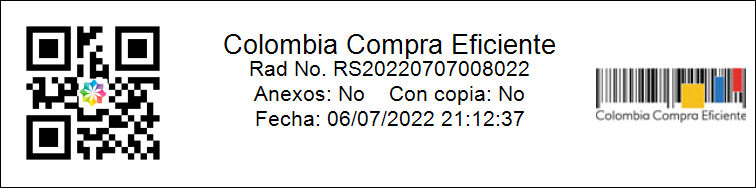 Colombia Compra Eficiente
Rad No. RS20220707008022
Anexos: No    Con copia: No
Fecha: 06/07/2022 21:12:37
Colombia Compra Eficiente